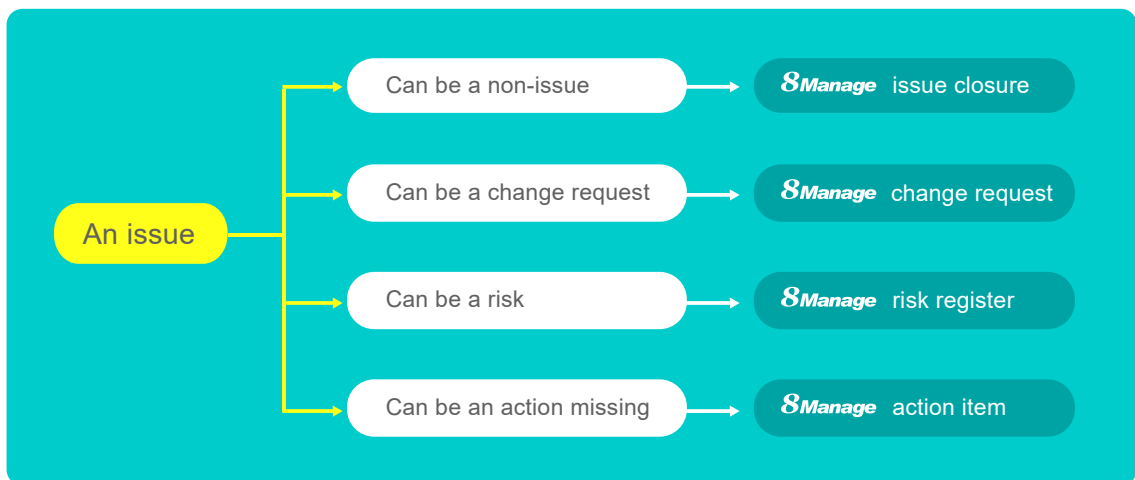 Can be a non-issue
8Manage issue closure
Can be a change request
8Manage change request
An issue
Can be a risk
8Manage risk register
Can be an action missing
8Manage action item